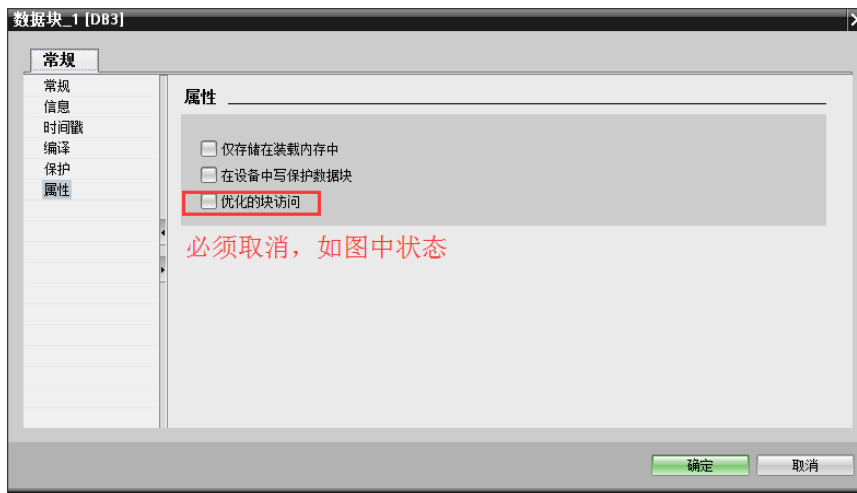 数据块_1 [DB3]
常规
常规
信息
时间戳
编译
保护
属性
属性
仅存储在装载内存中
在设备中写保护数据块
优化的块访问
必须取消，如图中状态
确定
取消